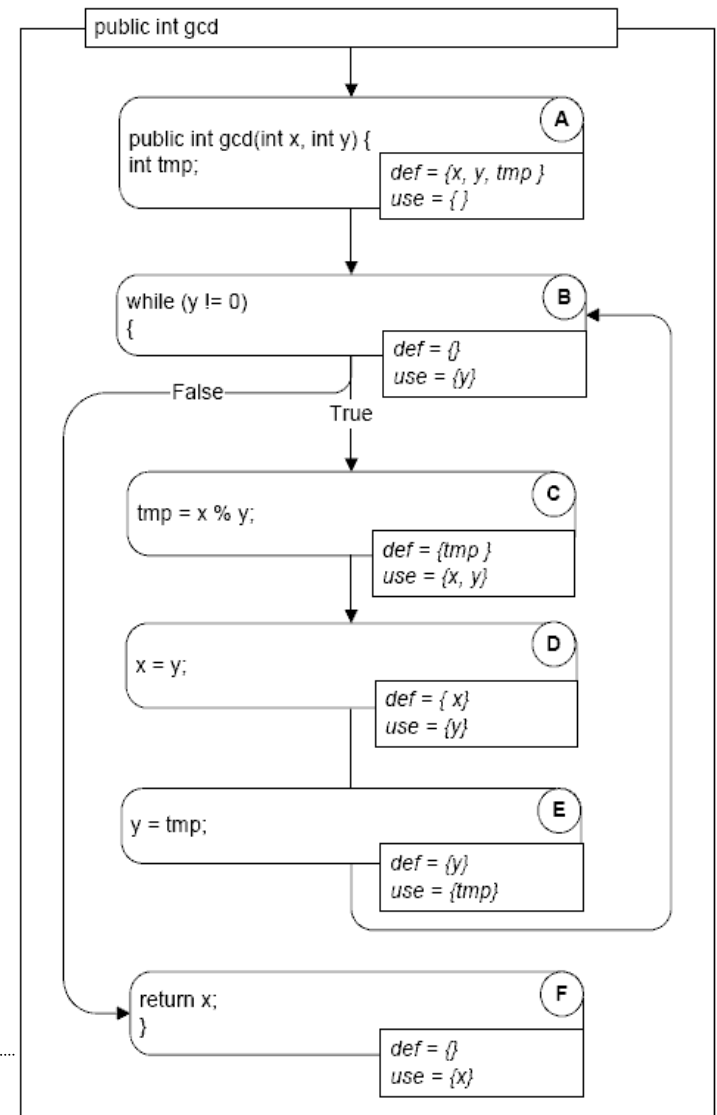 public int gcd
A
public int gcd(int x, int y) {
int tmp;
def = {x, y, tmp }
use = { }
B
while (y != 0)
{
def = {}
use = {y}
False
True
C
tmp = x % y;
def = {tmp }
use = {x, y}
D
x = y;
def = { x}
use = {y}
E
y = tmp;
def = {y}
use = {tmp}
F
return x;
}
def = {}
use = {x}